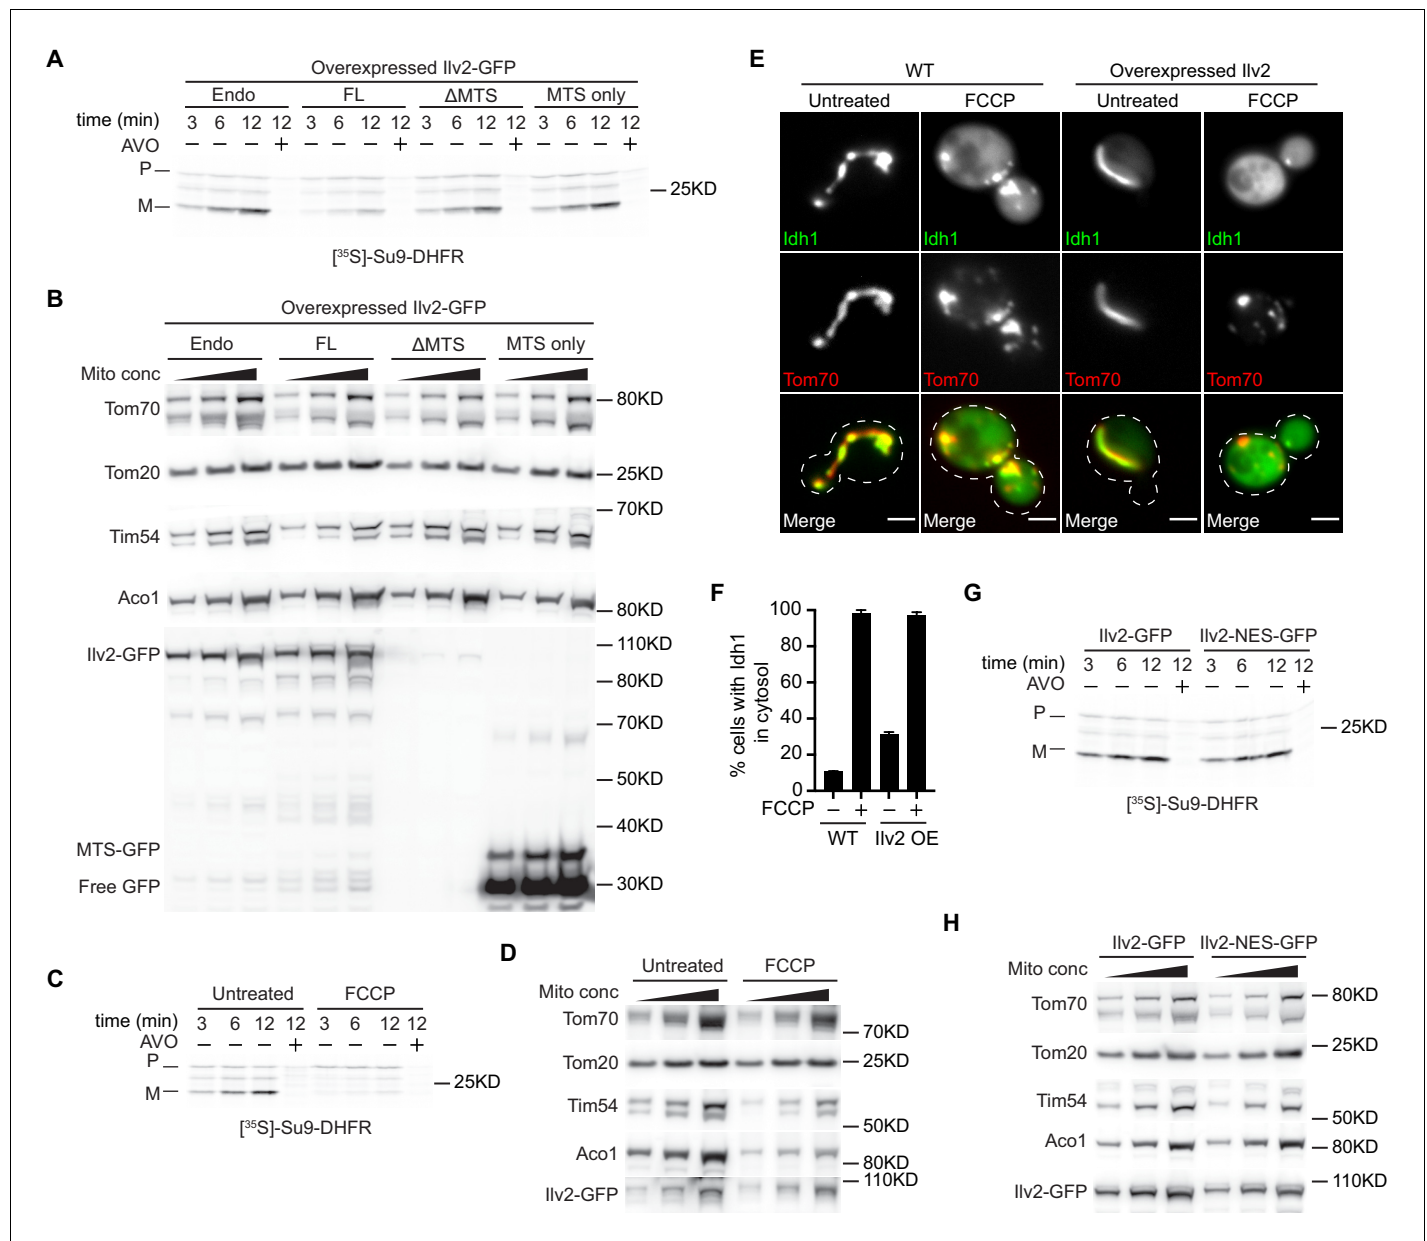 A
Overexpressed Ilv2-GFP
Endo FL ΔMTS MTS only
time (min) 3 6 12 12 3 6 12 12 3 6 12 12 3 6 12 12
AVO – – – + – – – + – – – + – – – +
P
25KD
M
[35S]-Su9-DHFR
B
Overexpressed Ilv2-GFP
Endo FL ΔMTS MTS only
Mito conc
Tom70
80KD
Tom20
25KD
70KD
Tim54
Aco1
80KD
Ilv2-GFP
110KD
80KD
70KD
50KD
40KD
MTS-GFP
Free GFP
30KD
C
Untreated FCCP
time (min) 3 6 12 12 3 6 12 12
AVO – – – + – – – +
P
25KD
M
[35S]-Su9-DHFR
D
Untreated FCCP
Mito conc
Tom70
70KD
Tom20
25KD
Tim54
50KD
Aco1
80KD
110KD
Ilv2-GFP
E
WT Overexpressed Ilv2
Untreated FCCP Untreated FCCP
Idh1 Idh1 Idh1 Idh1
Tom70 Tom70 Tom70 Tom70
Merge Merge Merge Merge
F
% cells with Idh1
in cytosol
100
80
60
40
20
0
FCCP – + – +
WT Ilv2 OE
G
Ilv2-GFP Ilv2-NES-GFP
time (min) 3 6 12 12 3 6 12 12
AVO – – – + – – – +
P
25KD
M
[35S]-Su9-DHFR
H
Ilv2-GFP Ilv2-NES-GFP
Mito conc
Tom70
80KD
Tom20
25KD
Tim54
50KD
Aco1
80KD
Ilv2-GFP
110KD